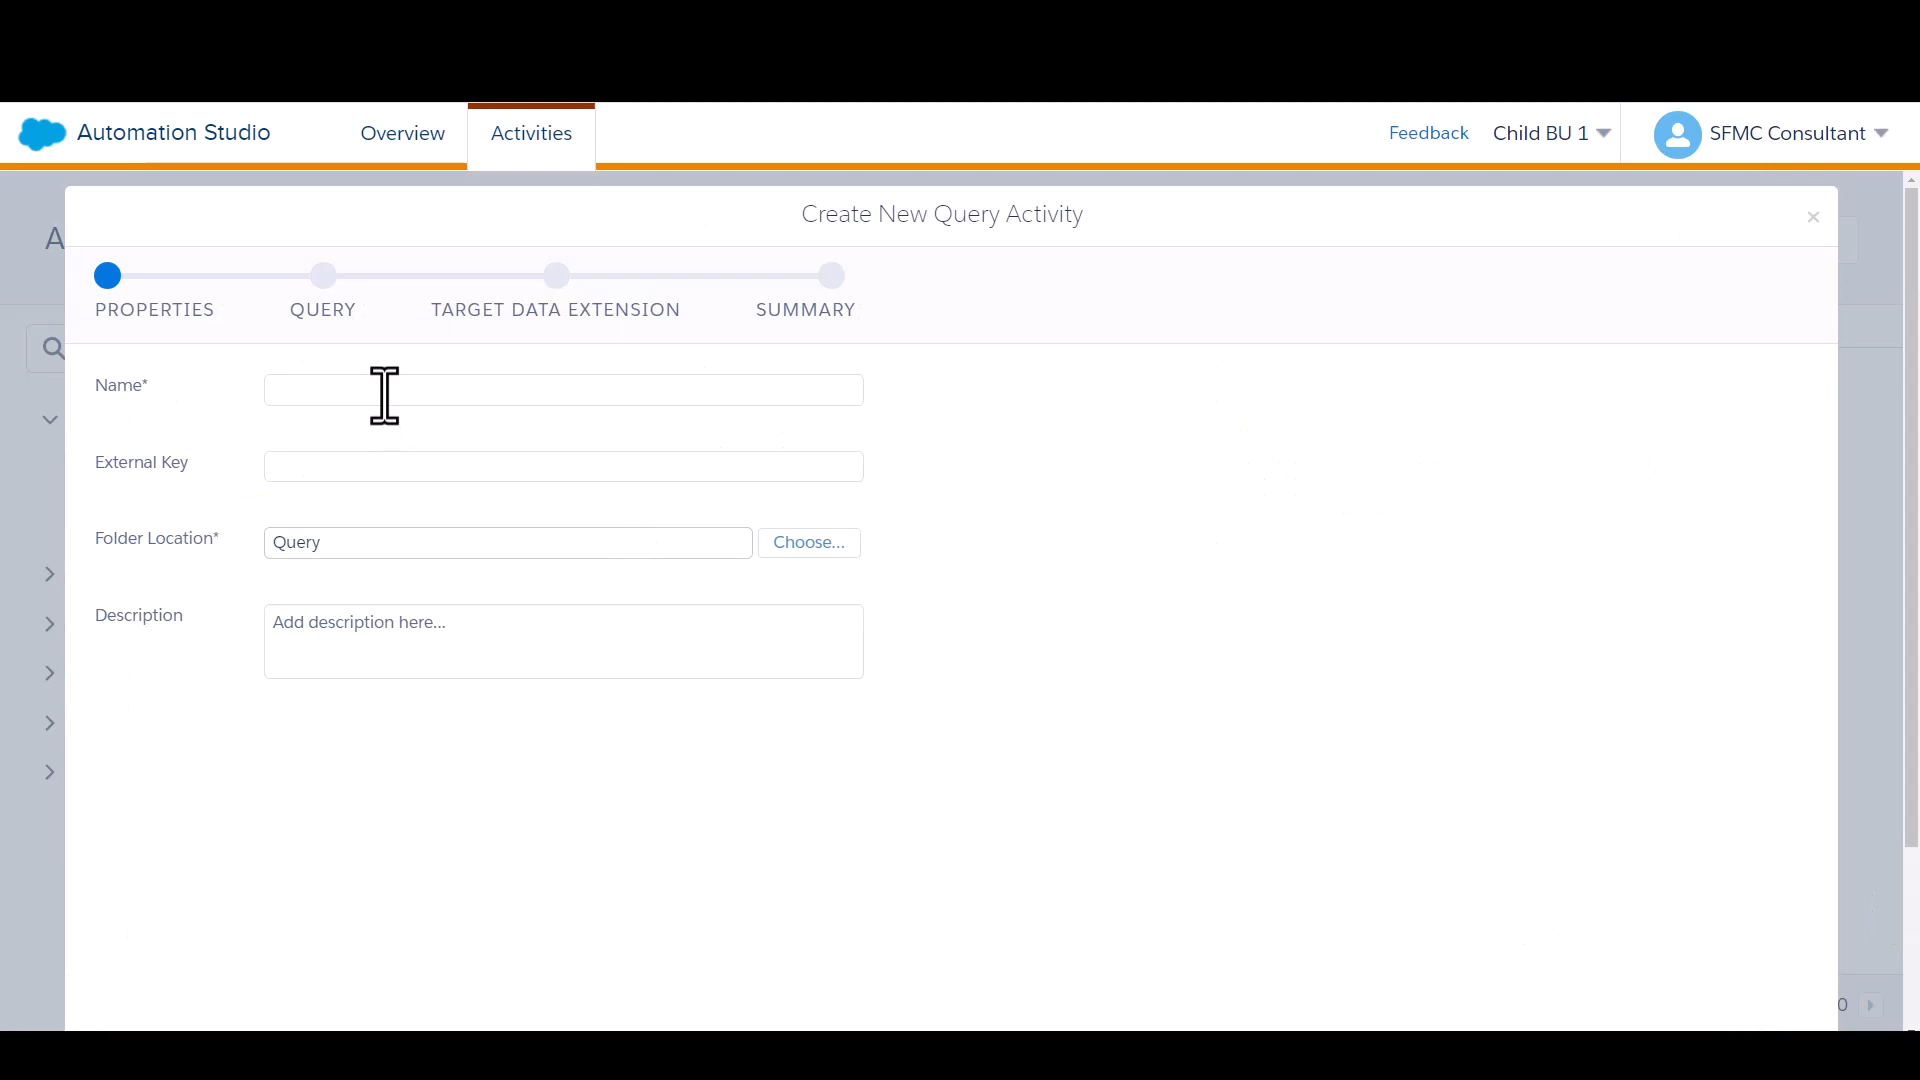 Automation Studio
Overview
Activities
Feedback
Child BU 1
SFMC Consultant
A
Create New Query Activity
×
PROPERTIES
QUERY
TARGET DATA EXTENSION
SUMMARY
Name*
External Key
Folder Location*
Query
Choose...
Description
Add description here...
0